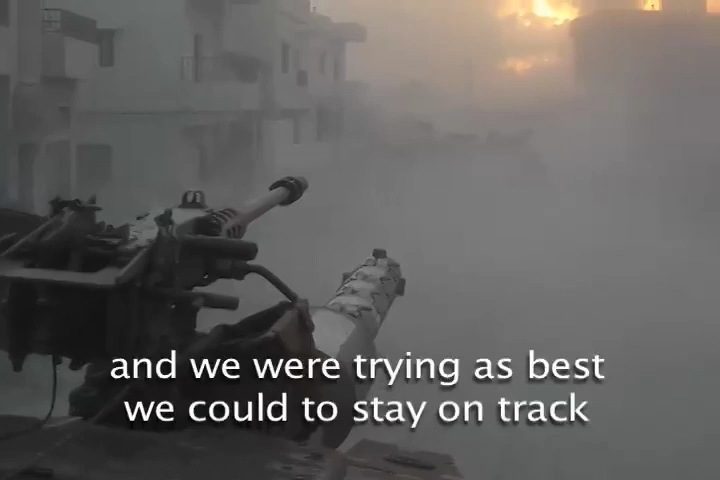 and we were trying as best
we could to stay on track